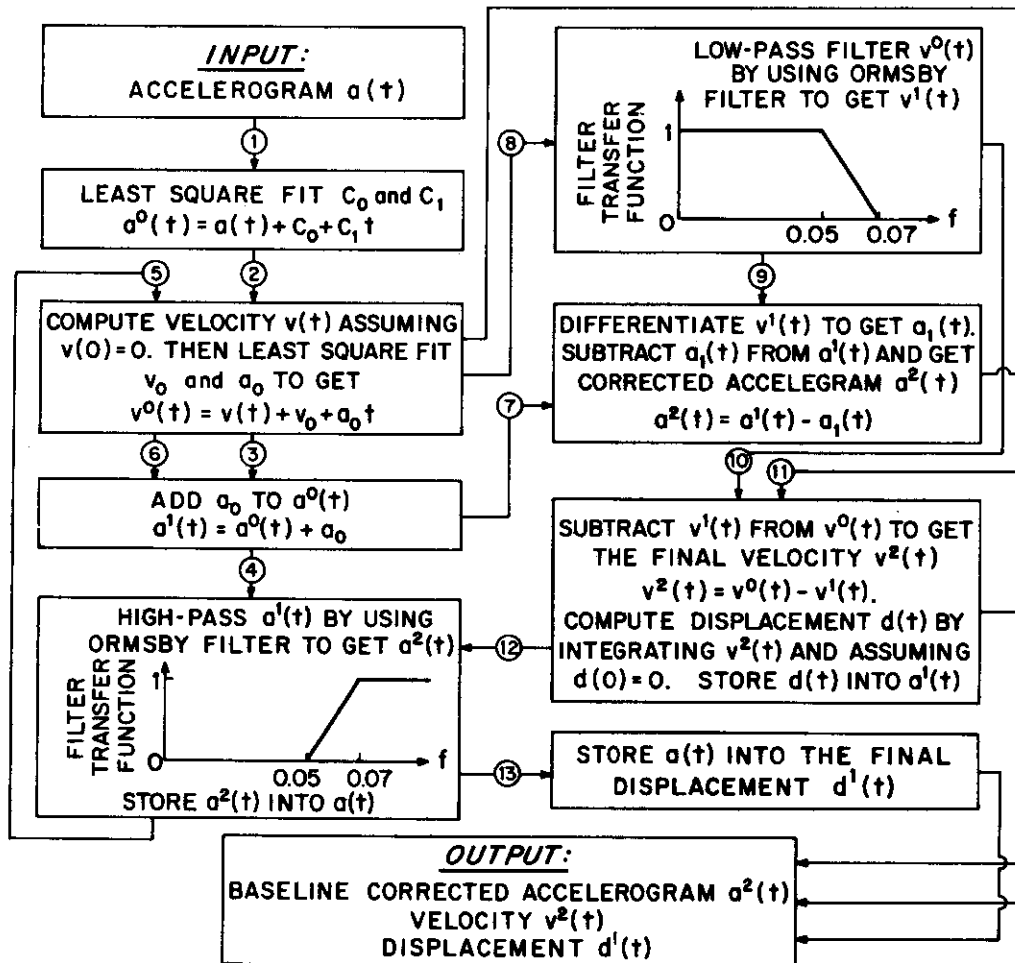 INPUT:
ACCELEROGRAM a(t)
1
LEAST SQUARE FIT C₀ and C₁
a⁰(t) = a(t) + C₀ + C₁ t
5
2
COMPUTE VELOCITY v(t) ASSUMING
v(0) = 0. THEN LEAST SQUARE FIT
v₀ and a₀ TO GET
v⁰(t) = v(t) + v₀ + a₀ t
6
3
ADD a₀ TO a⁰(t)
a¹(t) = a⁰(t) + a₀
4
HIGH-PASS a¹(t) BY USING
ORMSBY FILTER TO GET a²(t)
FILTER
TRANSFER
FUNCTION
1
0
0.05
0.07
f
STORE a²(t) INTO a(t)
8
7
LOW-PASS FILTER v⁰(t)
BY USING ORMSBY
FILTER TO GET v¹(t)
FILTER
TRANSFER
FUNCTION
1
0
0.05
0.07
f
9
DIFFERENTIATE v¹(t) TO GET a₁(t).
SUBTRACT a₁(t) FROM a¹(t) AND GET
CORRECTED ACCELEGRAM a²(t)
a²(t) = a¹(t) - a₁(t)
10
11
SUBTRACT v¹(t) FROM v⁰(t) TO GET
THE FINAL VELOCITY v²(t)
v²(t) = v⁰(t) - v¹(t).
COMPUTE DISPLACEMENT d(t) BY
INTEGRATING v²(t) AND ASSUMING
d(0) = 0. STORE d(t) INTO a¹(t)
12
13
STORE a(t) INTO THE FINAL
DISPLACEMENT d¹(t)
OUTPUT:
BASELINE CORRECTED ACCELEROGRAM a²(t)
VELOCITY v²(t)
DISPLACEMENT d¹(t)